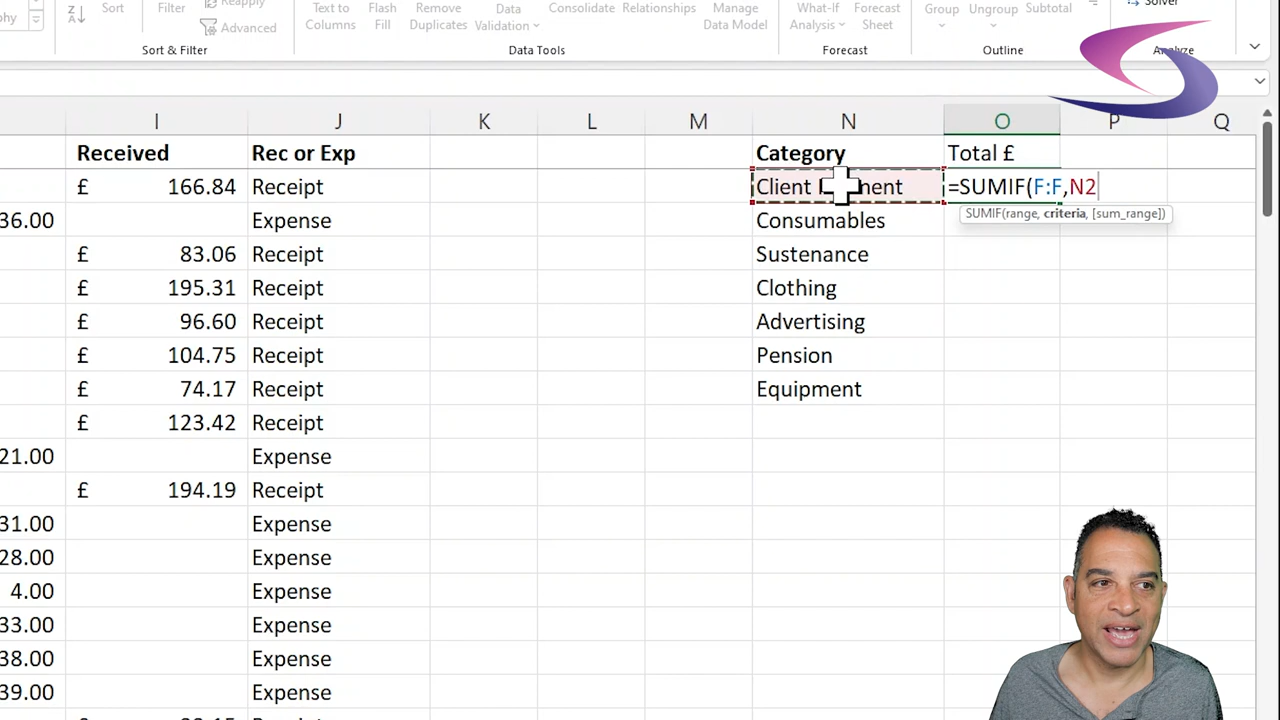 Sort
Filter
Reapply
Advanced
Text to
Columns
Flash
Fill
Remove
Duplicates
Data
Validation
Consolidate
Relationships
Manage
Data Model
What-If
Analysis
Forecast
Sheet
Group
Ungroup
Subtotal
Solver
Sort & Filter
Data Tools
Forecast
Outline
Analyze
I J K L M N O P Q
Received Rec or Exp Category Total £
£ 166.84 Receipt Client =SUMIF(F:F,N2
SUMIF(range, criteria, [sum_range])
36.00 Expense Consumables
£ 83.06 Receipt Sustenance
£ 195.31 Receipt Clothing
£ 96.60 Receipt Advertising
£ 104.75 Receipt Pension
£ 74.17 Receipt Equipment
£ 123.42 Receipt
21.00 Expense
£ 194.19 Receipt
31.00 Expense
28.00 Expense
4.00 Expense
33.00 Expense
38.00 Expense
39.00 Expense